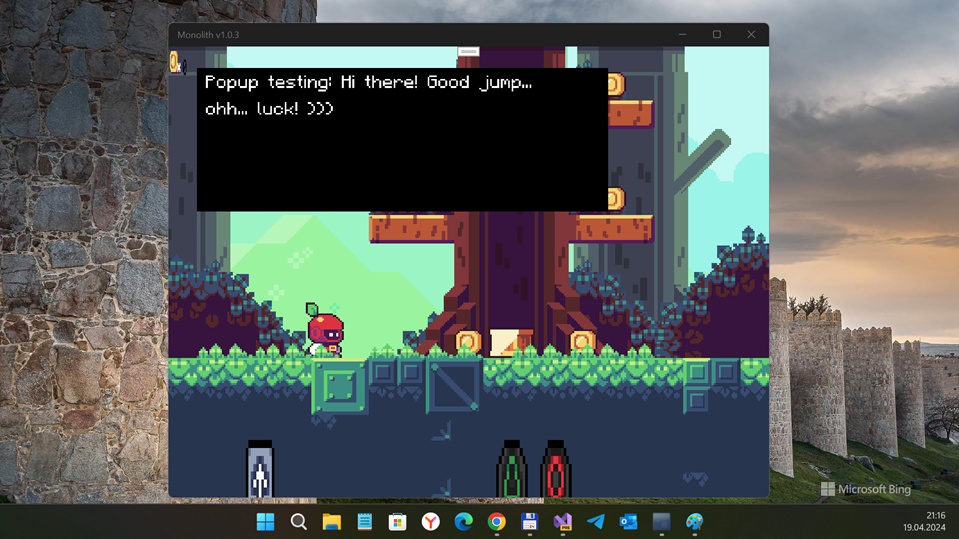 Monolith v1.0.3
Popup testing: Hi there! Good jump...
ohh... luck! )))
Microsoft Bing
21:16
19.04.2024